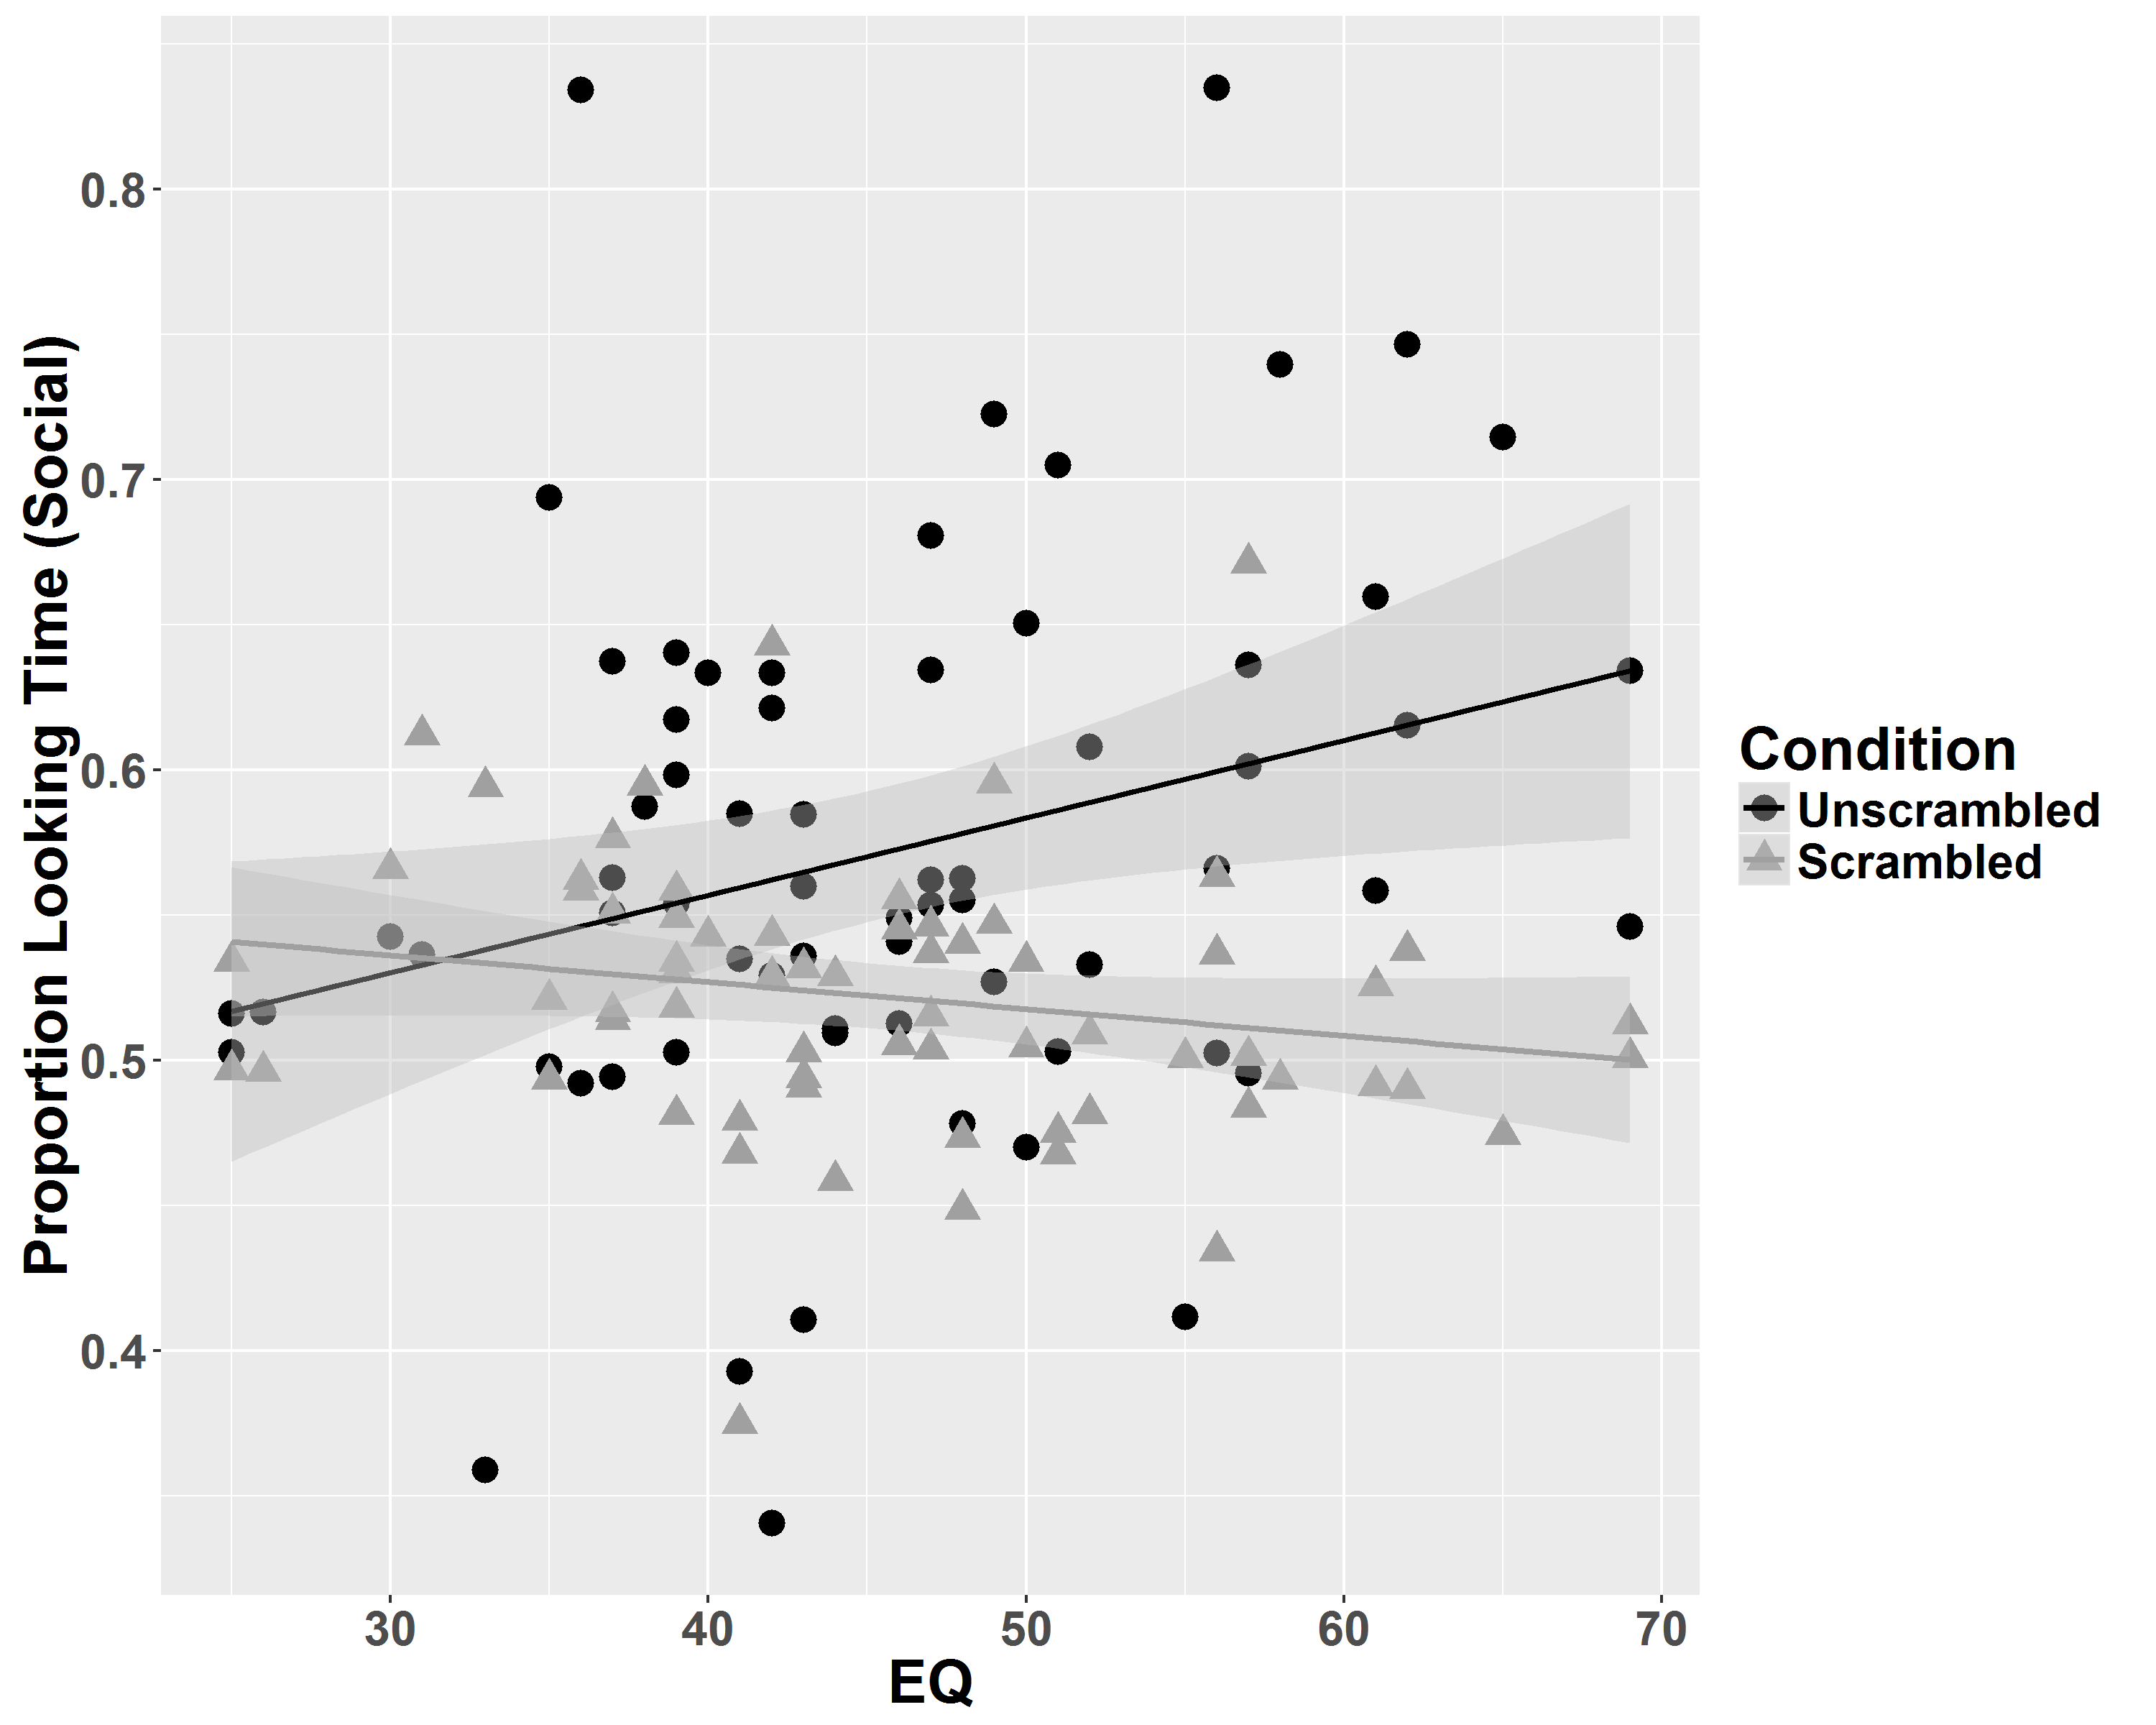 Proportion Looking Time (Social)
0.8
0.7
0.6
0.5
0.4
30 40 50 60 70
EQ
Condition
Unscrambled
Scrambled